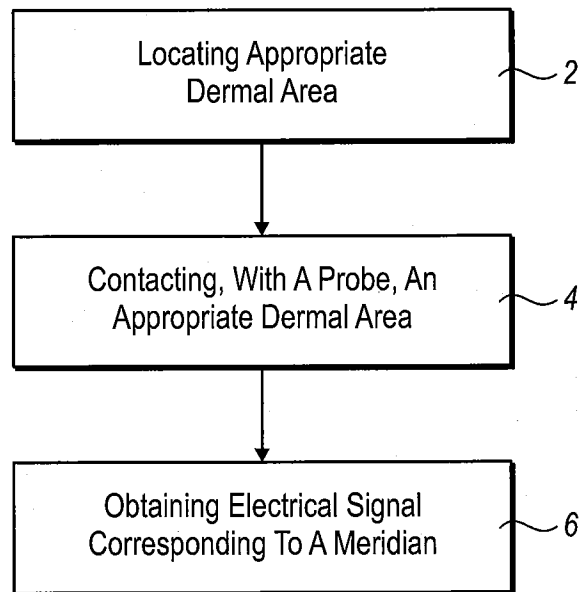 Locating Appropriate
Dermal Area
2
Contacting, With A Probe, An
Appropriate Dermal Area
4
Obtaining Electrical Signal
Corresponding To A Meridian
6